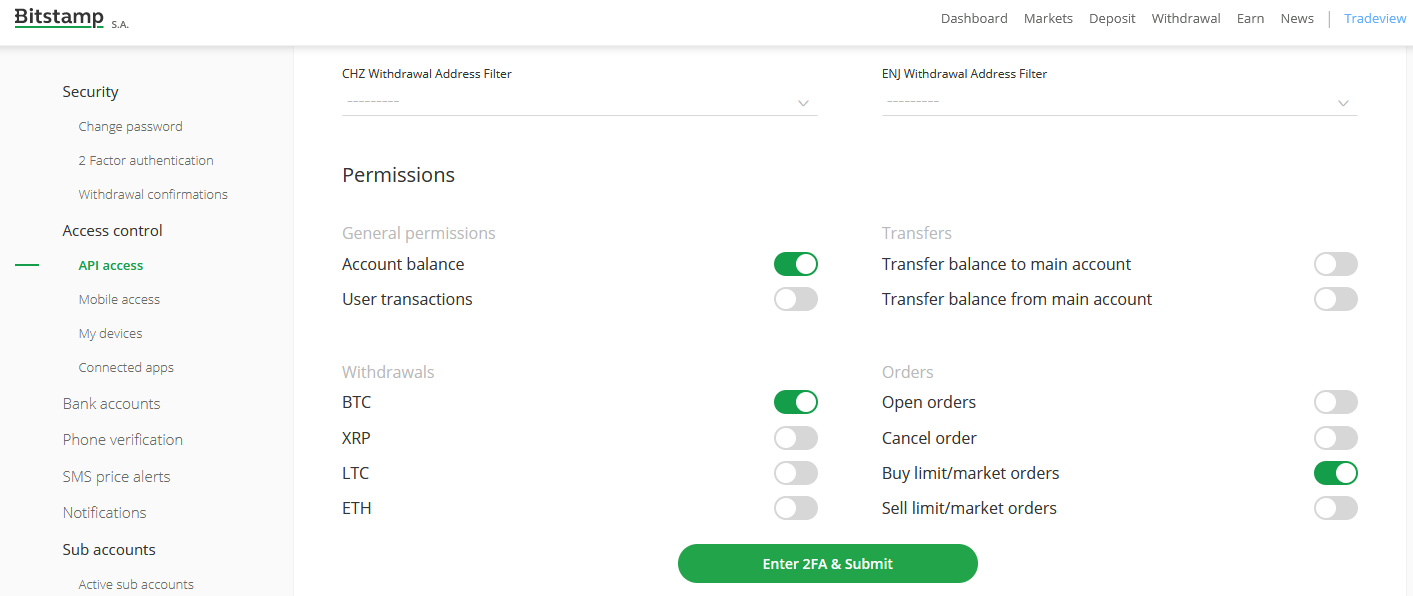 Bitstamp S.A.
Dashboard Markets Deposit Withdrawal Earn News | Tradeview
Security
Change password
2 Factor authentication
Withdrawal confirmations
Access control
API access
Mobile access
My devices
Connected apps
Bank accounts
Phone verification
SMS price alerts
Notifications
Sub accounts
Active sub accounts
CHZ Withdrawal Address Filter
---------
ENJ Withdrawal Address Filter
---------
Permissions
General permissions
Account balance
User transactions
Transfers
Transfer balance to main account
Transfer balance from main account
Withdrawals
BTC
XRP
LTC
ETH
Orders
Open orders
Cancel order
Buy limit/market orders
Sell limit/market orders
Enter 2FA & Submit